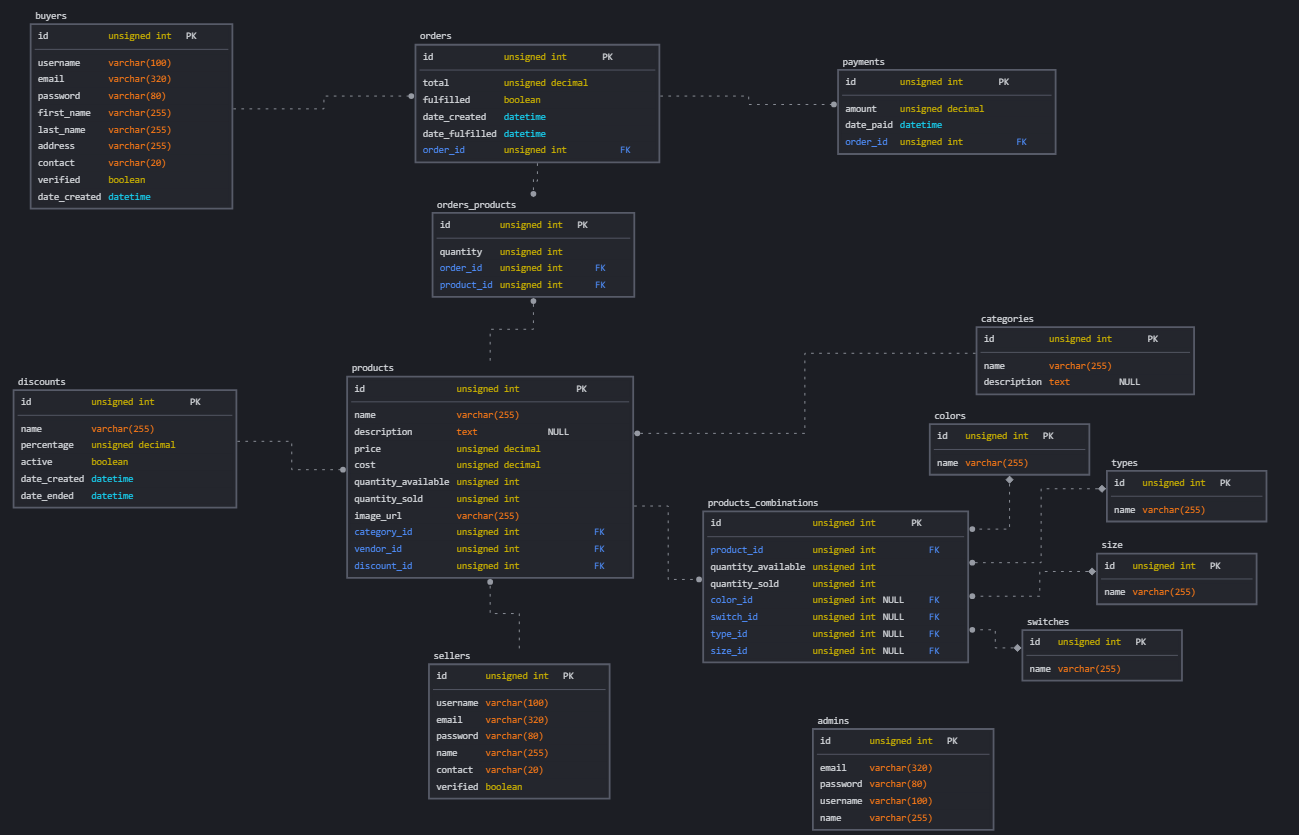 buyers
id unsigned int PK
username varchar(100)
email varchar(320)
password varchar(80)
first_name varchar(255)
last_name varchar(255)
address varchar(255)
contact varchar(20)
verified boolean
date_created datetime
orders
id unsigned int PK
total unsigned decimal
fulfilled boolean
date_created datetime
date_fulfilled datetime
order_id unsigned int FK
payments
id unsigned int PK
amount unsigned decimal
date_paid datetime
order_id unsigned int FK
orders_products
id unsigned int PK
quantity unsigned int
order_id unsigned int FK
product_id unsigned int FK
categories
id unsigned int PK
name varchar(255)
description text NULL
discounts
id unsigned int PK
name varchar(255)
percentage unsigned decimal
active boolean
date_created datetime
date_ended datetime
products
id unsigned int PK
name varchar(255)
description text NULL
price unsigned decimal
cost unsigned decimal
quantity_available unsigned int
quantity_sold unsigned int
image_url varchar(255)
category_id unsigned int FK
vendor_id unsigned int FK
discount_id unsigned int FK
colors
id unsigned int PK
name varchar(255)
types
id unsigned int PK
name varchar(255)
products_combinations
id unsigned int PK
product_id unsigned int FK
quantity_available unsigned int
quantity_sold unsigned int
color_id unsigned int NULL FK
switch_id unsigned int NULL FK
type_id unsigned int NULL FK
size_id unsigned int NULL FK
size
id unsigned int PK
name varchar(255)
switches
id unsigned int PK
name varchar(255)
sellers
id unsigned int PK
username varchar(100)
email varchar(320)
password varchar(80)
name varchar(255)
contact varchar(20)
verified boolean
admins
id unsigned int PK
email varchar(320)
password varchar(80)
username varchar(100)
name varchar(255)